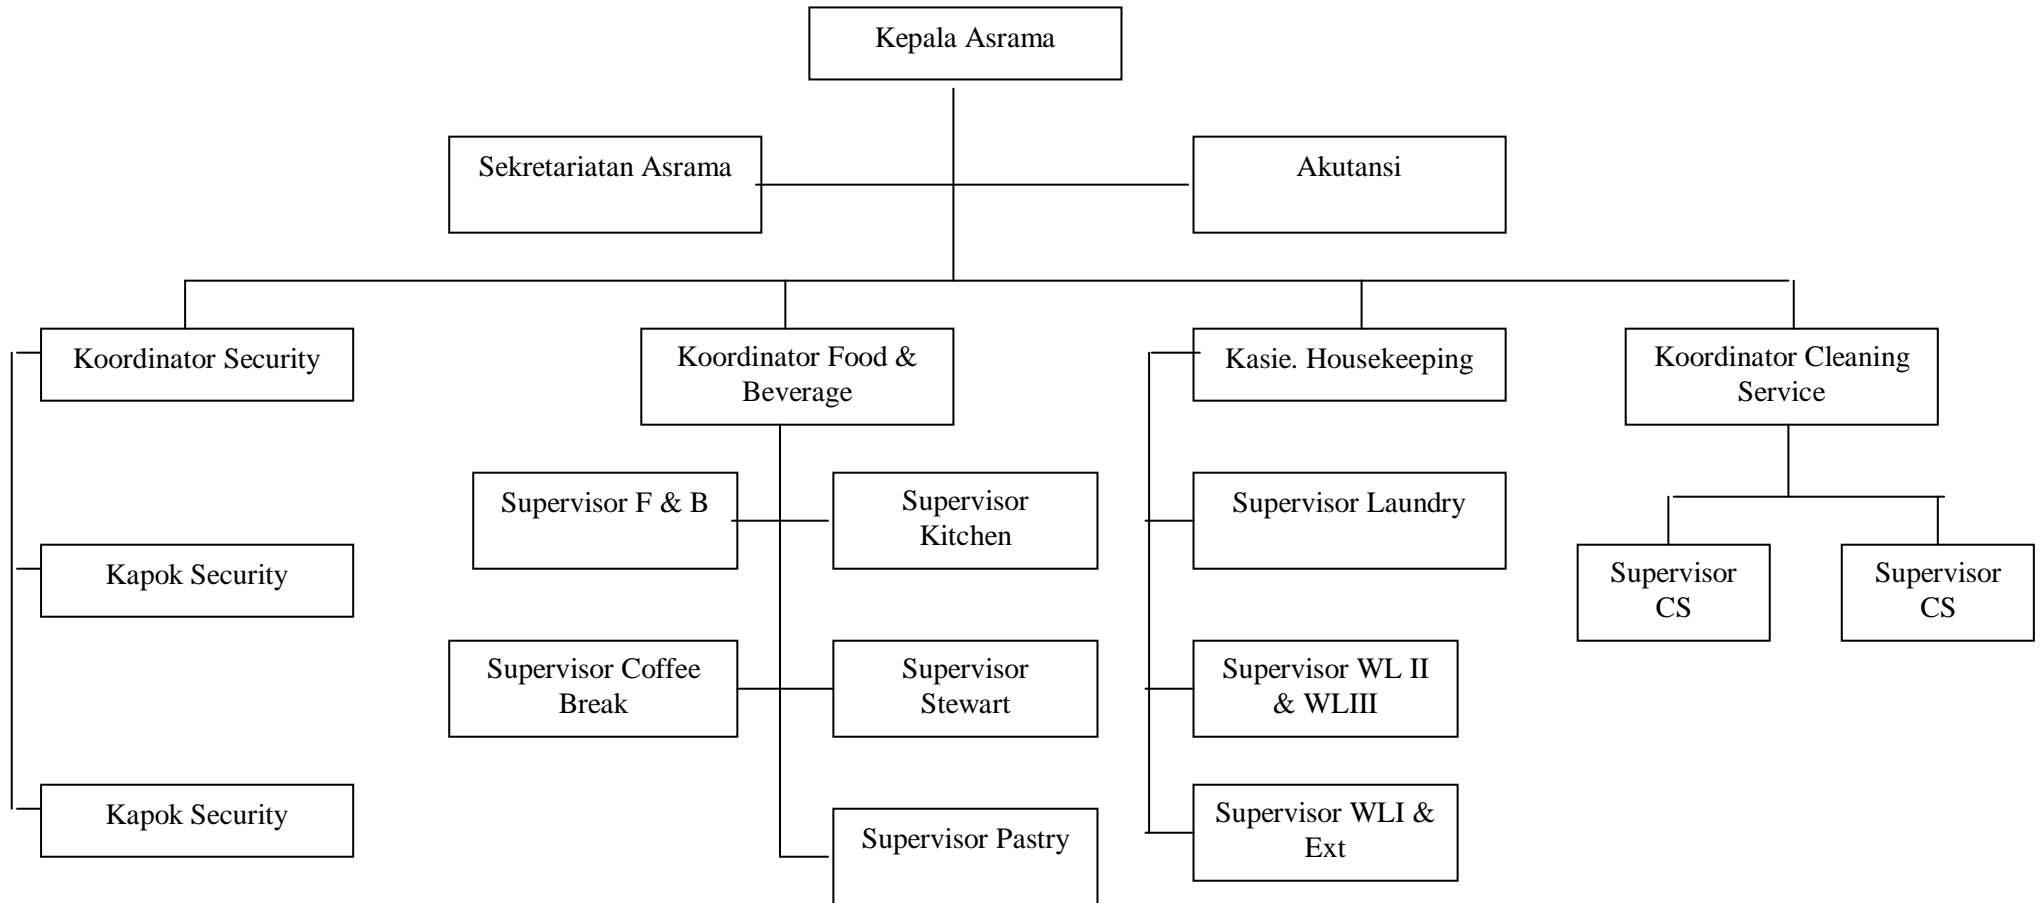 Kepala Asrama
Sekretariatan Asrama
Akutansi
Koordinator Security
Koordinator Food &
Beverage
Kasie. Housekeeping
Koordinator Cleaning
Service
Supervisor F & B
Supervisor
Kitchen
Supervisor Laundry
Kapok Security
Supervisor
CS
Supervisor
CS
Supervisor Coffee
Break
Supervisor
Stewart
Supervisor WL II
& WLIII
Kapok Security
Supervisor Pastry
Supervisor WLI &
Ext